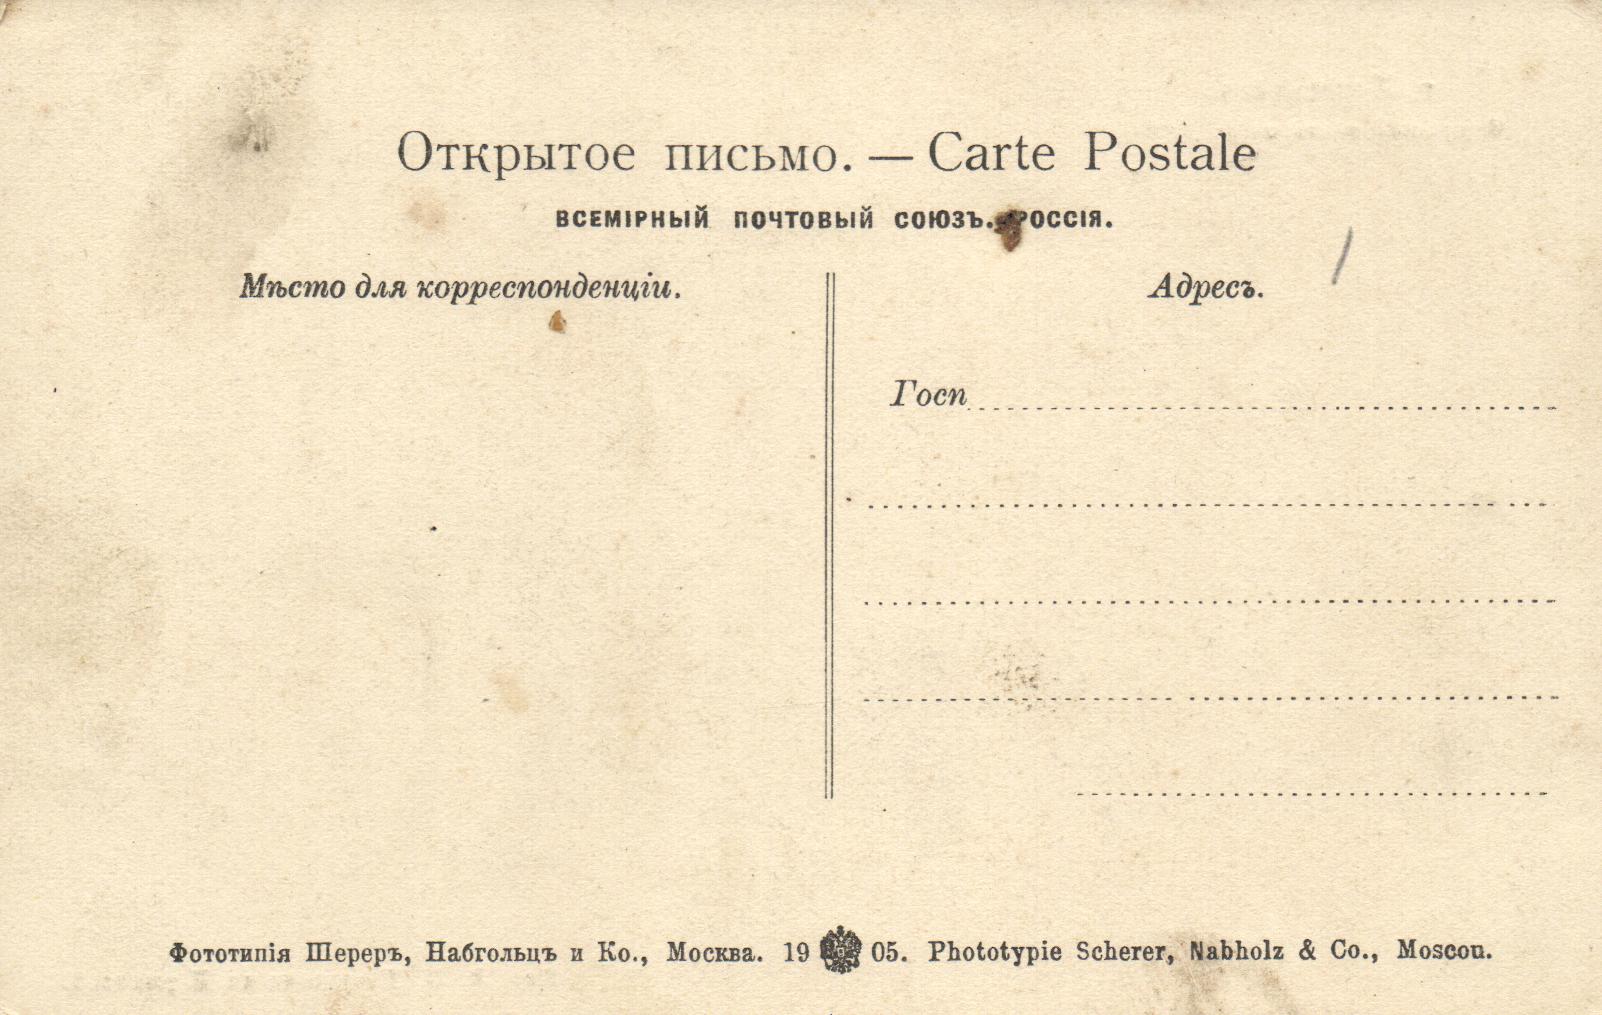 Открытое письмо. — Carte Postale
ВСЕМІРНЫЙ ПОЧТОВЫЙ СОЮЗЪ. РОССІЯ.
Мѣсто для корреспонденціи.
Адресъ.
Госп
Фототипія Шереръ, Набгольцъ и Ко., Москва. 19 05. Phototypie Scherer, Nabholz & Co., Moscou.